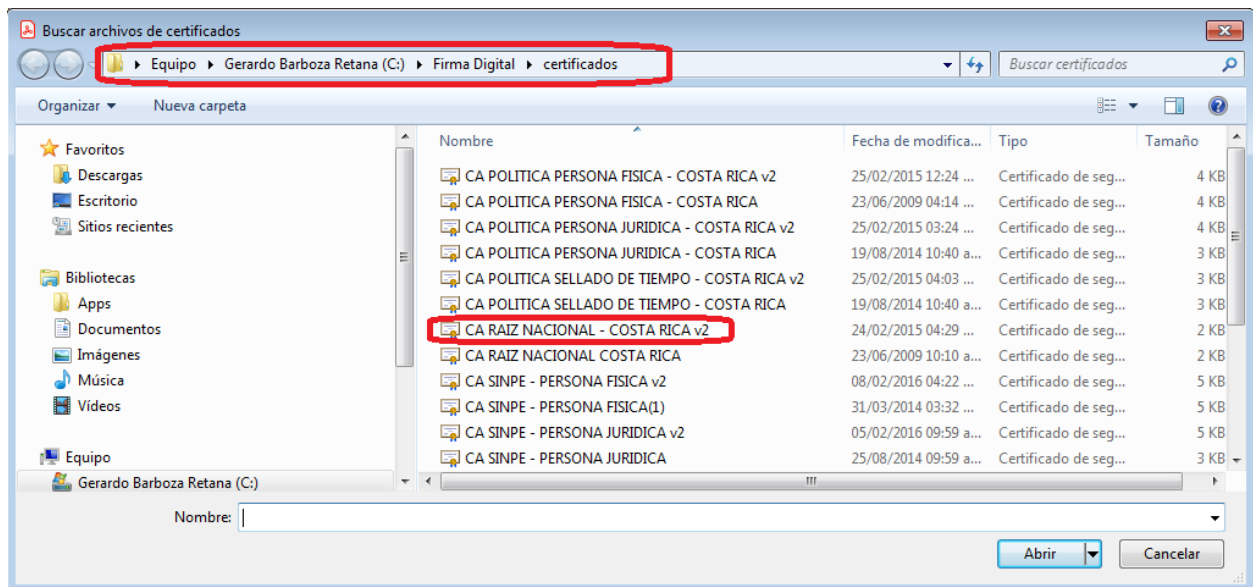 Buscar archivos de certificados
Equipo Gerardo Barboza Retana (C:) Firma Digital certificados Buscar certificados
Organizar Nueva carpeta
Favoritos
Descargas
Escritorio
Sitios recientes
Bibliotecas
Apps
Documentos
Imágenes
Música
Vídeos
Equipo
Gerardo Barboza Retana (C:)
Nombre Fecha de modifica... Tipo Tamaño
CA POLITICA PERSONA FISICA - COSTA RICA v2 25/02/2015 12:24 ... Certificado de seg... 4 KB
CA POLITICA PERSONA FISICA - COSTA RICA 23/06/2009 04:14 ... Certificado de seg... 4 KB
CA POLITICA PERSONA JURIDICA - COSTA RICA v2 25/02/2015 03:24 ... Certificado de seg... 4 KB
CA POLITICA PERSONA JURIDICA - COSTA RICA 19/08/2014 10:40 a... Certificado de seg... 3 KB
CA POLITICA SELLADO DE TIEMPO - COSTA RICA v2 25/02/2015 04:03 ... Certificado de seg... 3 KB
CA POLITICA SELLADO DE TIEMPO - COSTA RICA 19/08/2014 10:40 a... Certificado de seg... 3 KB
CA RAIZ NACIONAL - COSTA RICA v2 24/02/2015 04:29 ... Certificado de seg... 2 KB
CA RAIZ NACIONAL COSTA RICA 23/06/2009 10:10 a... Certificado de seg... 2 KB
CA SINPE - PERSONA FISICA v2 08/02/2016 04:22 ... Certificado de seg... 5 KB
CA SINPE - PERSONA FISICA(1) 31/03/2014 03:32 ... Certificado de seg... 5 KB
CA SINPE - PERSONA JURIDICA v2 05/02/2016 09:59 a... Certificado de seg... 5 KB
CA SINPE - PERSONA JURIDICA 25/08/2014 09:59 a... Certificado de seg... 3 KB
Nombre:
Abrir Cancelar